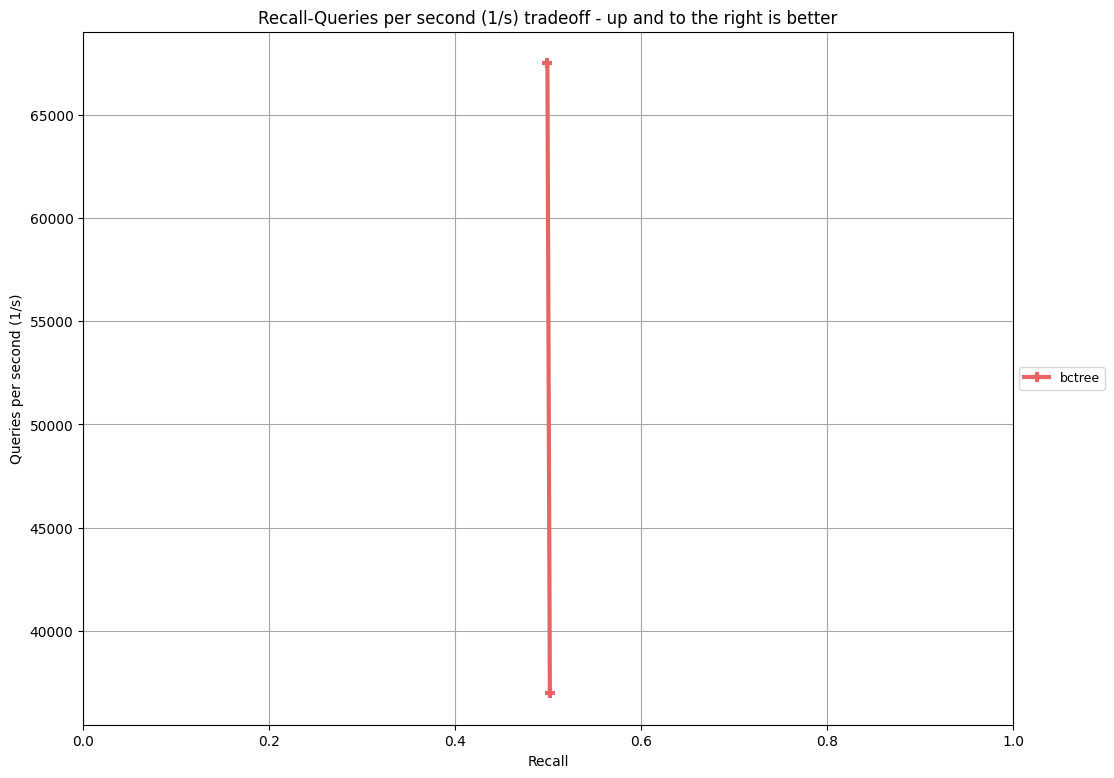 Recall-Queries per second (1/s) tradeoff - up and to the right is better
Queries per second (1/s)
65000
60000
55000
50000
45000
40000
0.0 0.2 0.4 0.6 0.8 1.0
Recall
bctree